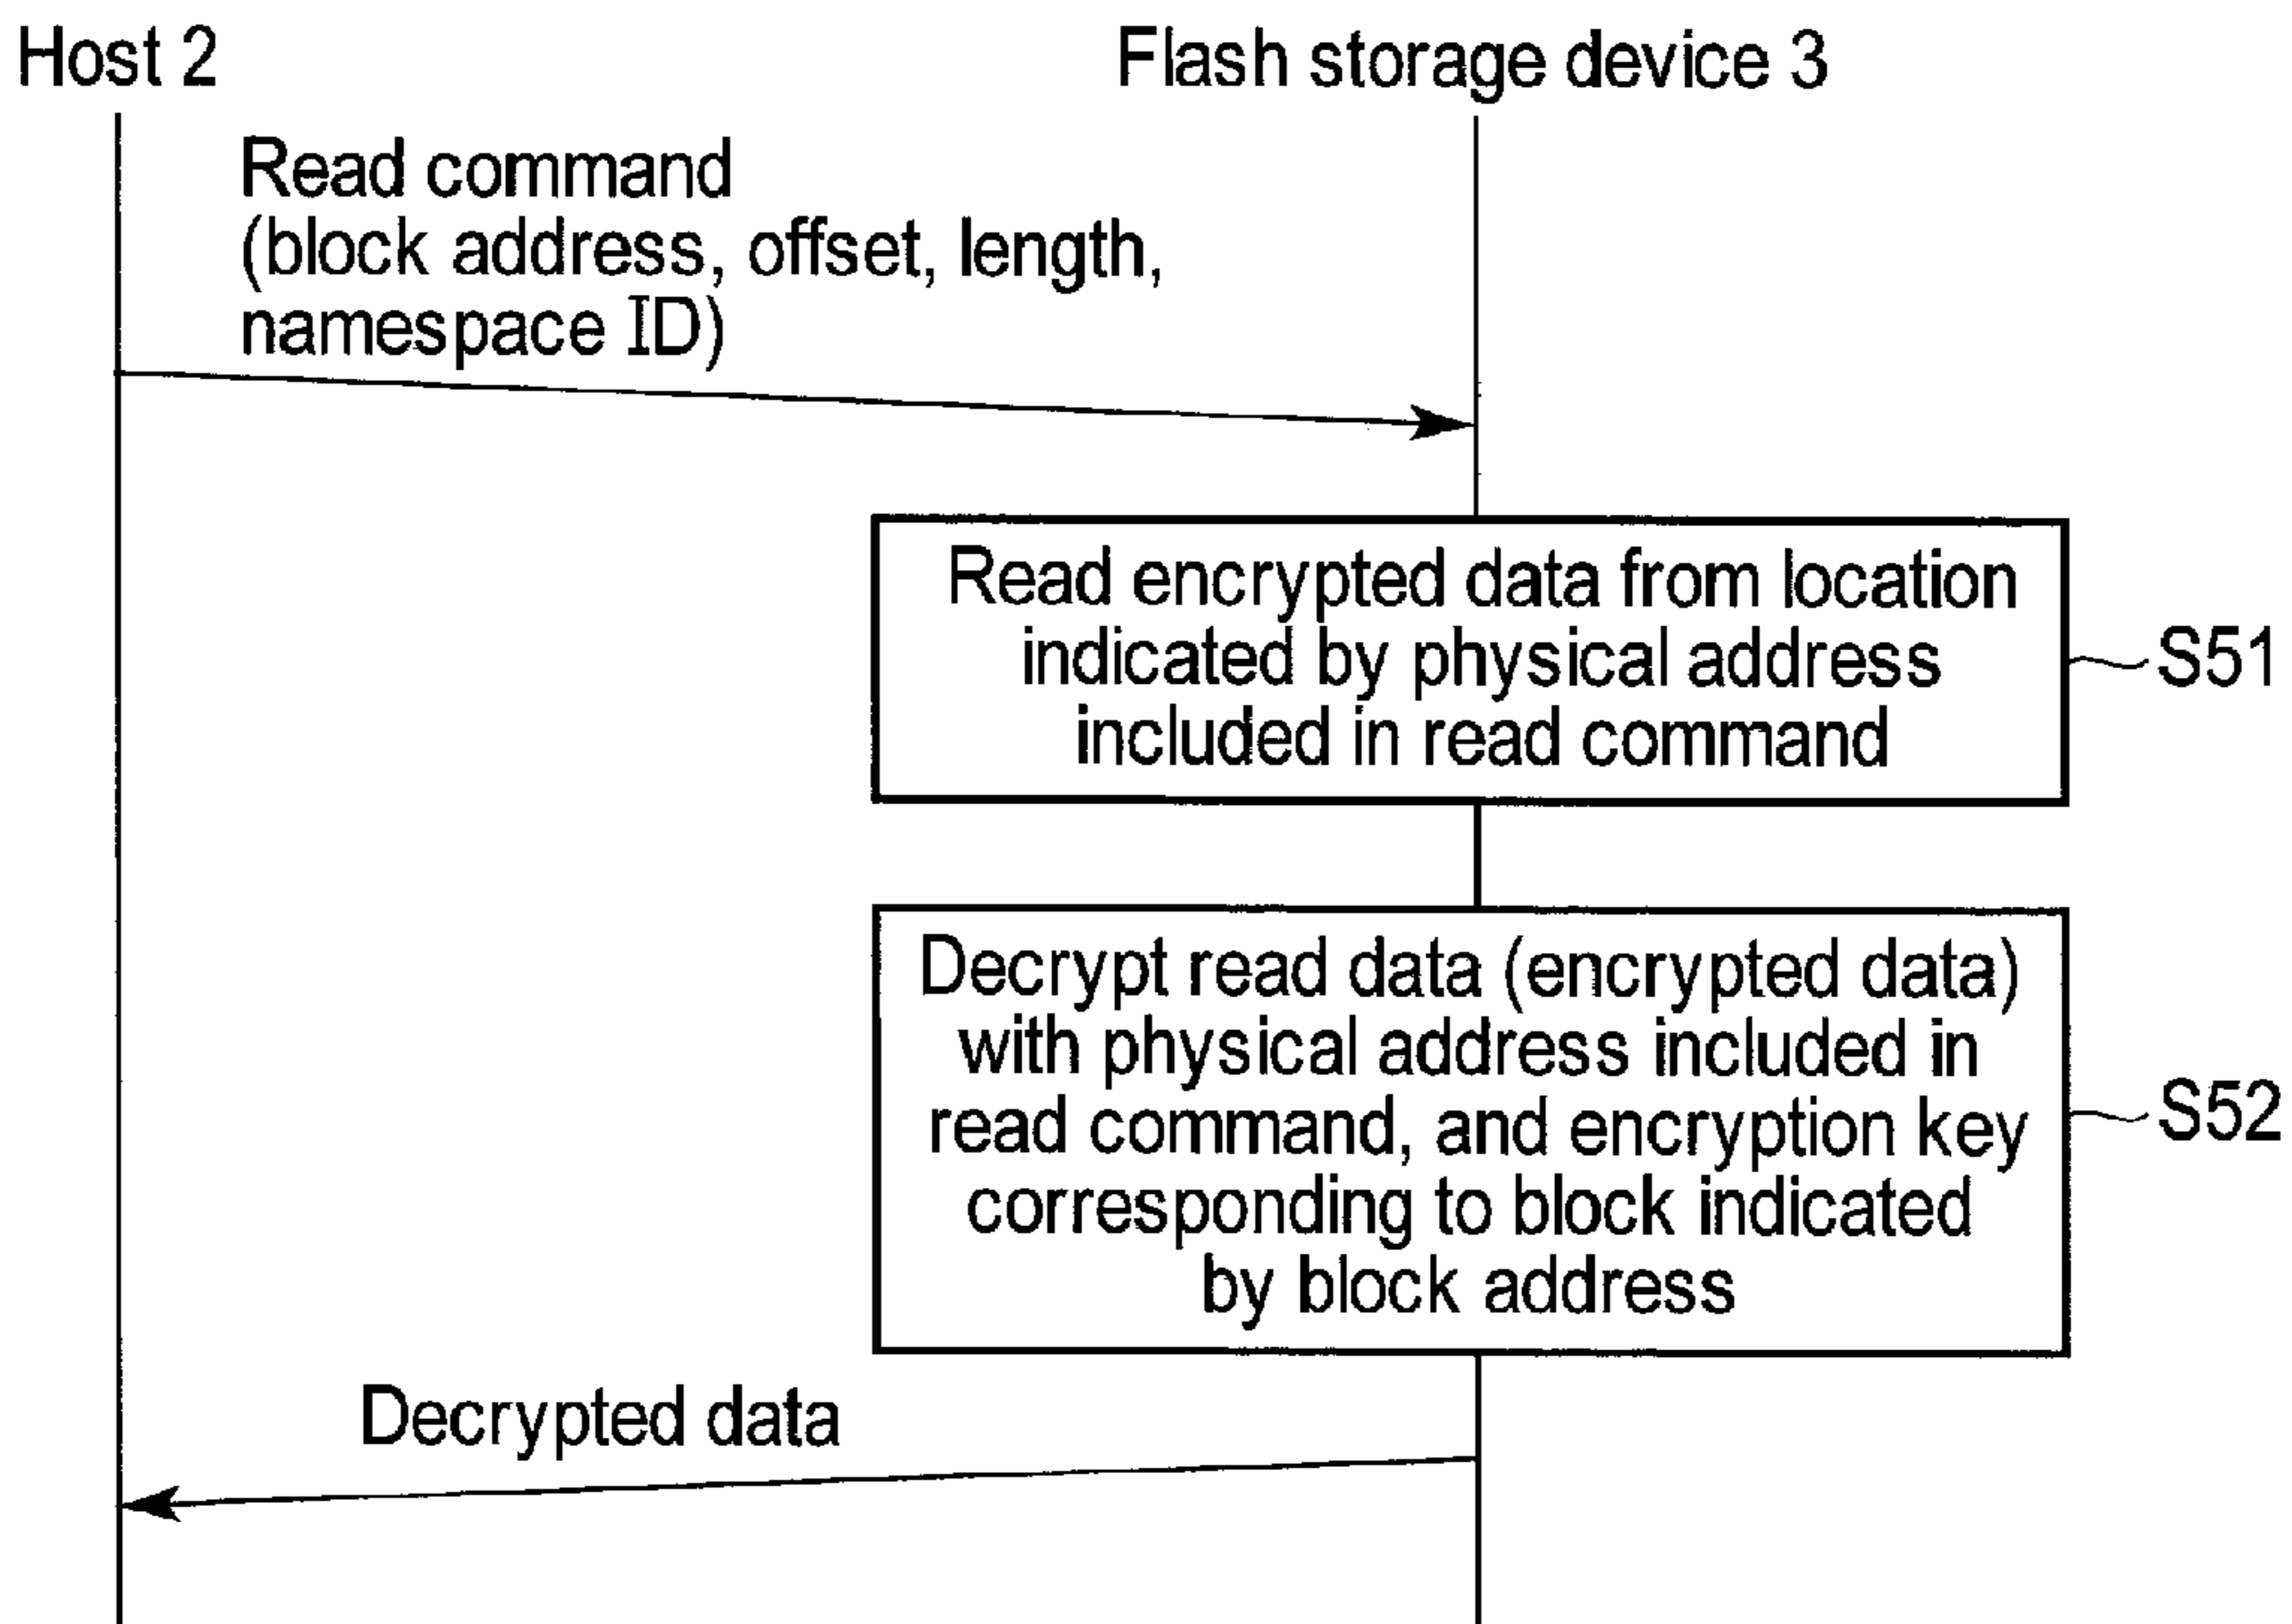 Host 2
Flash storage device 3
Read command
(block address, offset, length,
namespace ID)
Read encrypted data from location
indicated by physical address
included in read command
S51
Decrypt read data (encrypted data)
with physical address included in
read command, and encryption key
corresponding to block indicated
by block address
S52
Decrypted data